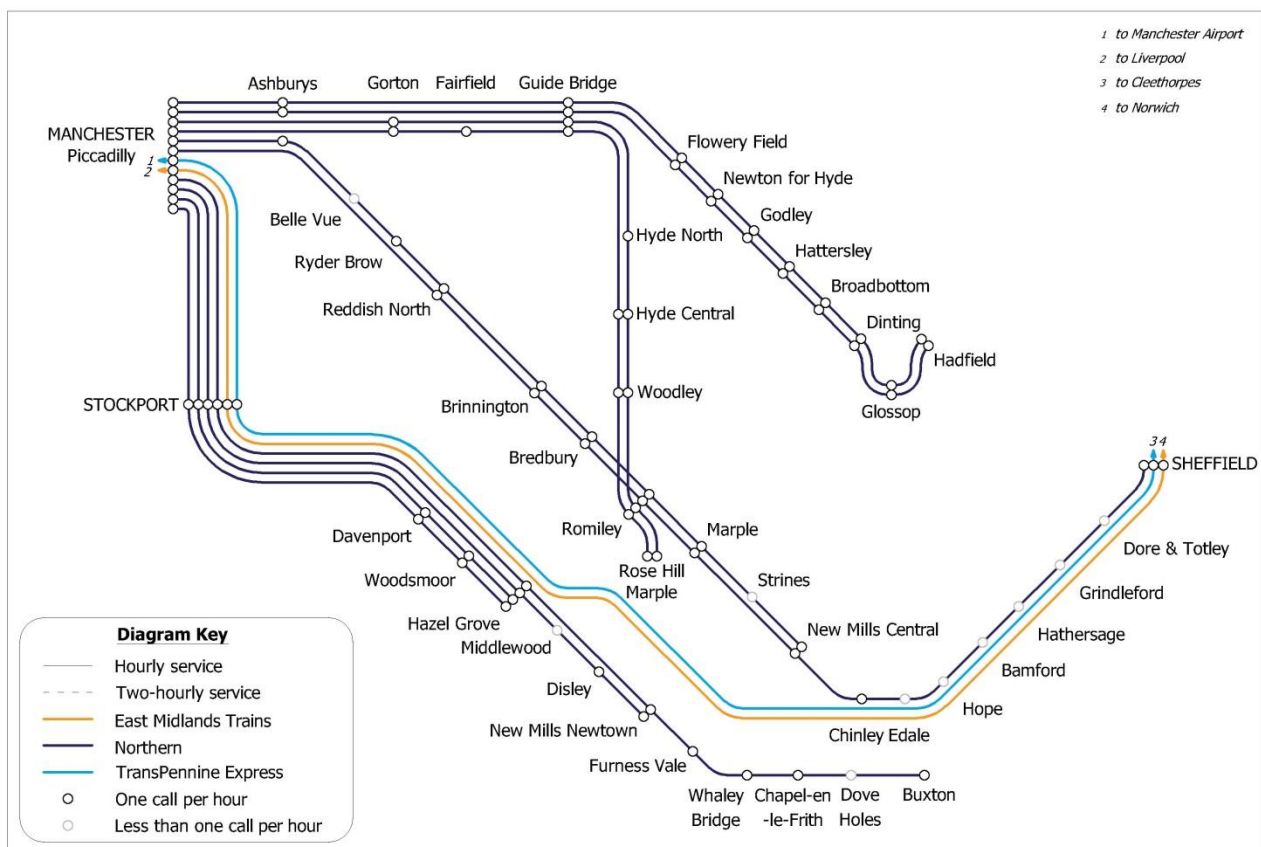 1 to Manchester Airport
2 to Liverpool
3 to Cleethorpes
4 to Norwich
Ashburys
Gorton
Fairfield
Guide Bridge
MANCHESTER
Piccadilly
1
2
Flowery Field
Newton for Hyde
Godley
Hattersley
Broadbottom
Dinting
Hadfield
Glossop
Belle Vue
Ryder Brow
Reddish North
Brinnington
Bredbury
Hyde North
Hyde Central
Woodley
Romiley
Rose Hill
Marple
Marple
Strines
New Mills Central
STOCKPORT
Davenport
Woodsmoor
Hazel Grove
Middlewood
Disley
New Mills Newtown
Furness Vale
Whaley
Bridge
Chapel-en
-le-Frith
Dove
Holes
Buxton
Chinley
Edale
Hope
Bamford
Hathersage
Grindleford
Dore & Totley
3 4
SHEFFIELD
Diagram Key
Hourly service
Two-hourly service
East Midlands Trains
Northern
TransPennine Express
One call per hour
Less than one call per hour